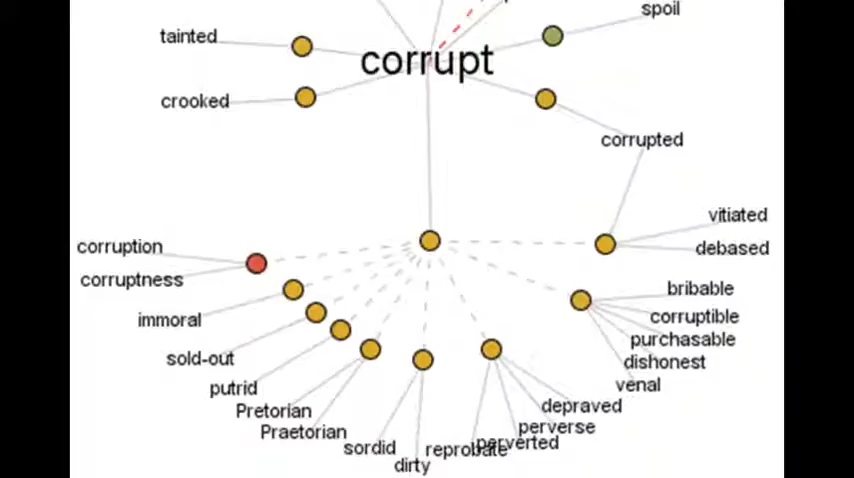 spoil
tainted
corrupt
crooked
corrupted
vitiated
corruption
debased
corruptness
bribable
immoral
corruptible
purchasable
sold-out
dishonest
putrid
venal
Pretorian
depraved
Praetorian
perverse
sordid
reprobate
perverted
dirty